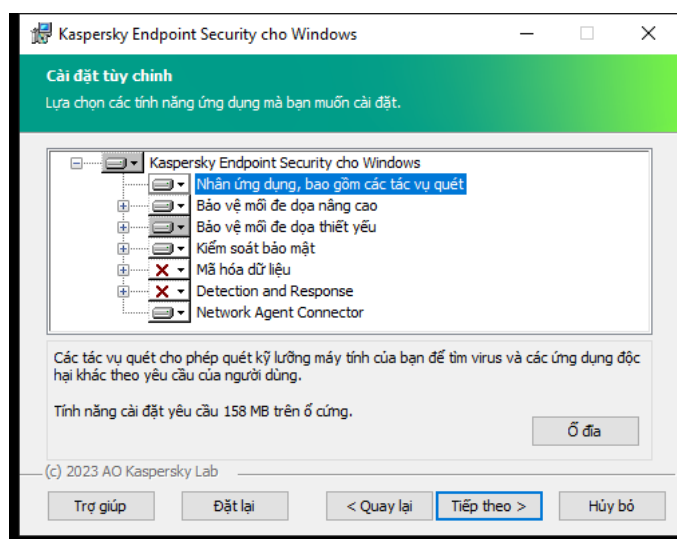 Kaspersky Endpoint Security cho Windows
Cài đặt tùy chỉnh
Lựa chọn các tính năng ứng dụng mà bạn muốn cài đặt.
Kaspersky Endpoint Security cho Windows
Nhân ứng dụng, bao gồm các tác vụ quét
Bảo vệ mối đe dọa nâng cao
Bảo vệ mối đe dọa thiết yếu
Kiểm soát bảo mật
Mã hóa dữ liệu
Detection and Response
Network Agent Connector
Các tác vụ quét cho phép quét kỹ lưỡng máy tính của bạn để tìm virus và các ứng dụng độc
hại khác theo yêu cầu của người dùng.
Tính năng cài đặt yêu cầu 158 MB trên ổ cứng.
Ổ đĩa
(c) 2023 AO Kaspersky Lab
Trợ giúp
Đặt lại
< Quay lại
Tiếp theo >
Hủy bỏ